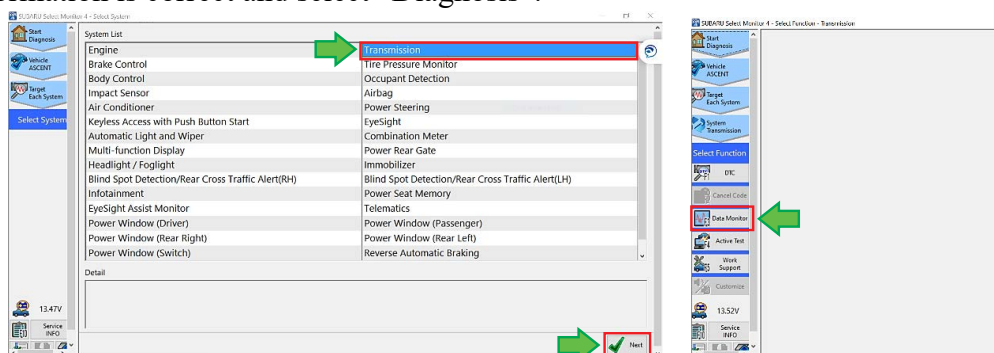 SUBARU Select Monitor 4 - Select System
Start
Diagnosis
Vehicle
ASCENT
Target
Each System
Select System
13.47V
Service
INFO
System List
Engine
Transmission
Brake Control
Tire Pressure Monitor
Body Control
Occupant Detection
Impact Sensor
Airbag
Air Conditioner
Power Steering
Keyless Access with Push Button Start
EyeSight
Automatic Light and Wiper
Combination Meter
Multi-function Display
Power Rear Gate
Headlight / Foglight
Immobilizer
Blind Spot Detection/Rear Cross Traffic Alert(RH)
Blind Spot Detection/Rear Cross Traffic Alert(LH)
Infotainment
Power Seat Memory
EyeSight Assist Monitor
Telematics
Power Window (Driver)
Power Window (Passenger)
Power Window (Rear Right)
Power Window (Rear Left)
Power Window (Switch)
Reverse Automatic Braking
Detail
Next
SUBARU Select Monitor 4 - Select Function - Transmission
Start
Diagnosis
Vehicle
ASCENT
Target
Each System
System
Transmission
Select Function
DTC
Cancel Code
Data Monitor
Active Test
Work
Support
Customize
13.52V
Service
INFO